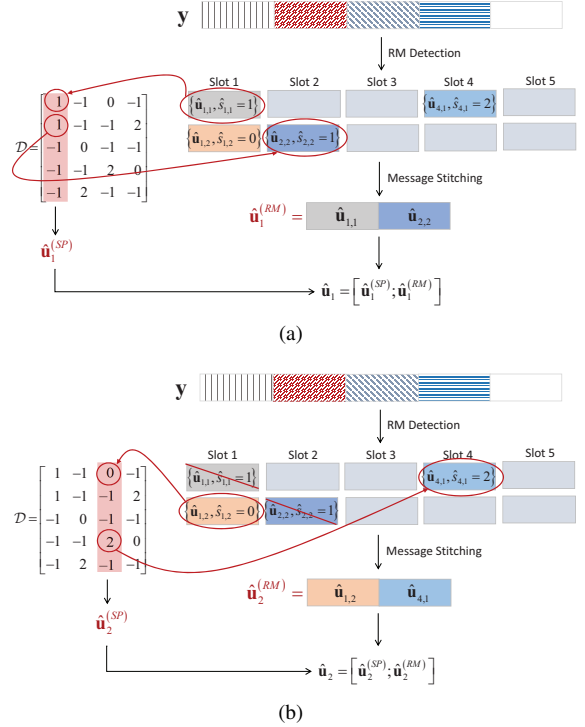 y
RM Detection
Slot 1 Slot 2 Slot 3 Slot 4 Slot 5
{û₁,₁, ŝ₁,₁ = 1} {û₄,₁, ŝ₄,₁ = 2}
{û₁,₂, ŝ₁,₂ = 0} {û₂,₂, ŝ₂,₂ = 1}
𝒟 =
1 −1 0 −1
1 −1 −1 2
−1 0 −1 −1
−1 −1 2 0
−1 2 −1 −1
Message Stitching
û₁^(RM) = û₁,₁ û₂,₂
û₁^(SP)
û₁ = [û₁^(SP); û₁^(RM)]
(a)
y
RM Detection
Slot 1 Slot 2 Slot 3 Slot 4 Slot 5
{û₁,₁, ŝ₁,₁ = 1} {û₄,₁, ŝ₄,₁ = 2}
{û₁,₂, ŝ₁,₂ = 0} {û₂,₂, ŝ₂,₂ = 1}
𝒟 =
1 −1 0 −1
1 −1 −1 2
−1 0 −1 −1
−1 −1 2 0
−1 2 −1 −1
Message Stitching
û₂^(RM) = û₁,₂ û₄,₁
û₂^(SP)
û₂ = [û₂^(SP); û₂^(RM)]
(b)